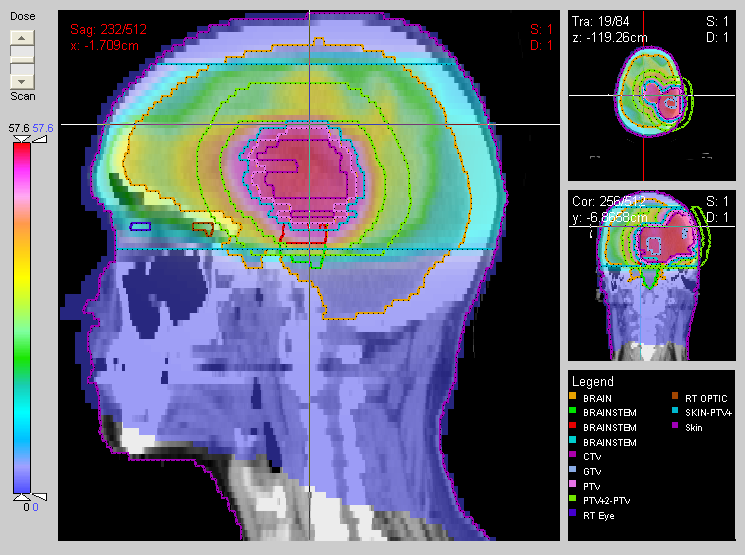 Dose
Scan
57.6 57.6
0 0
Sag: 232/512 S: 1
x: -1.709cm D: 1
Tra: 19/84 S: 1
z: -119.26cm D: 1
Cor: 256/512 S: 1
y: -6.8658cm D: 1
Legend
BRAIN
BRAINSTEM
BRAINSTEM
BRAINSTEM
CTv
GTv
PTv
PTV+2-PTv
RT Eye
RT OPTIC
SKIN-PTV+
Skin